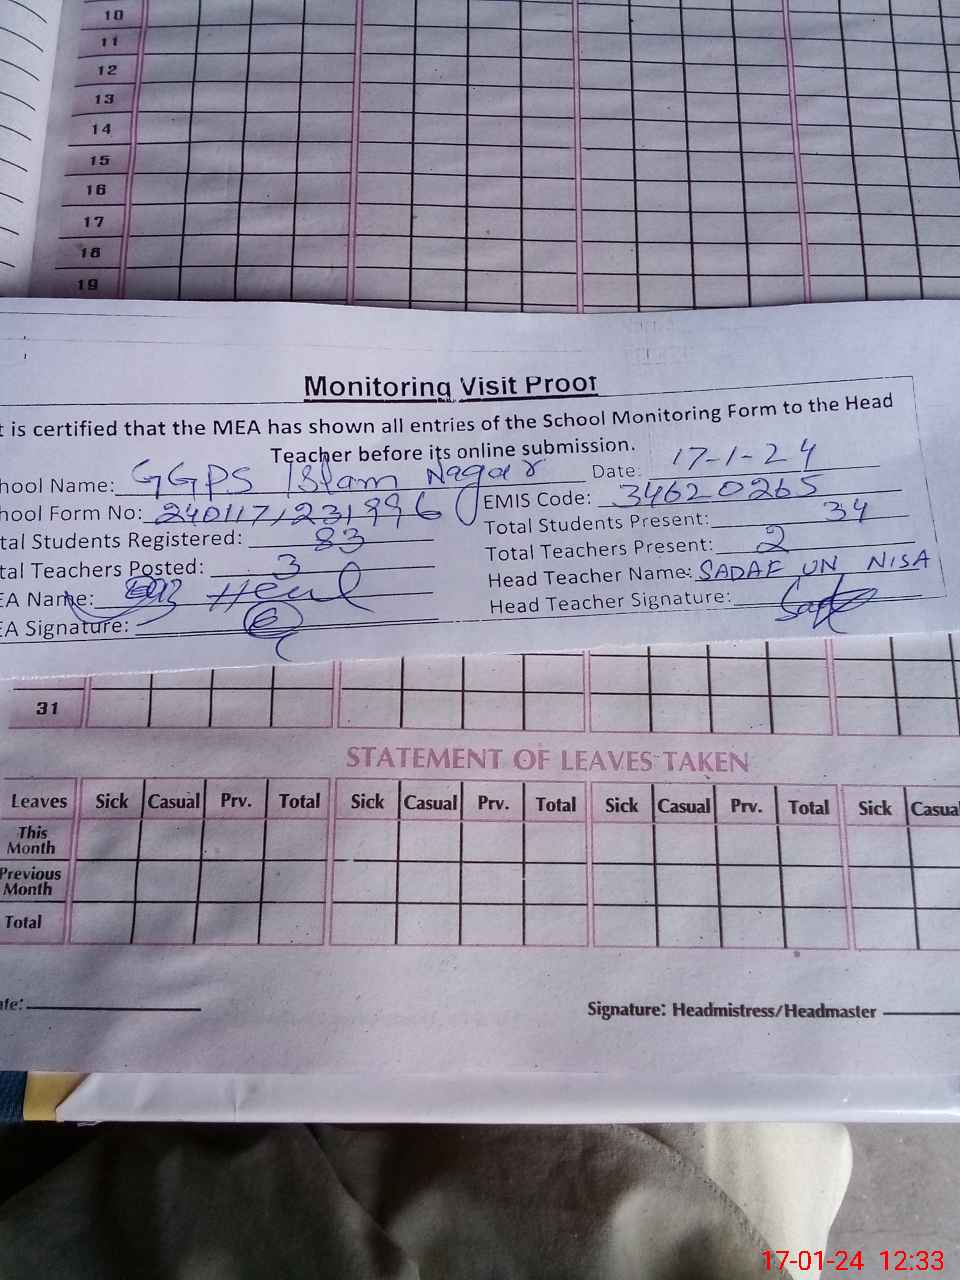 10
11
12
13
14
15
16
17
18
19
Monitoring Visit Proof
t is certified that the MEA has shown all entries of the School Monitoring Form to the Head
Teacher before its online submission.
hool Name: GGPS Islam Nagar Date: 17-1-24
hool Form No: EMIS Code: 34620265
tal Students Registered: 83 Total Students Present: 34
tal Teachers Posted: 3 Total Teachers Present: 2
EA Name: Head Teacher Name: SADAF UN NISA
EA Signature: Head Teacher Signature:
31
STATEMENT OF LEAVES TAKEN
Leaves Sick Casual Prv. Total Sick Casual Prv. Total Sick Casual Prv. Total Sick Casua
This
Month
Previous
Month
Total
ate: Signature: Headmistress/Headmaster
17-01-24 12:33